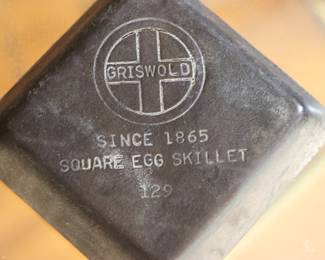 GRISWOLD
SINCE 1865
SQUARE EGG SKILLET
129